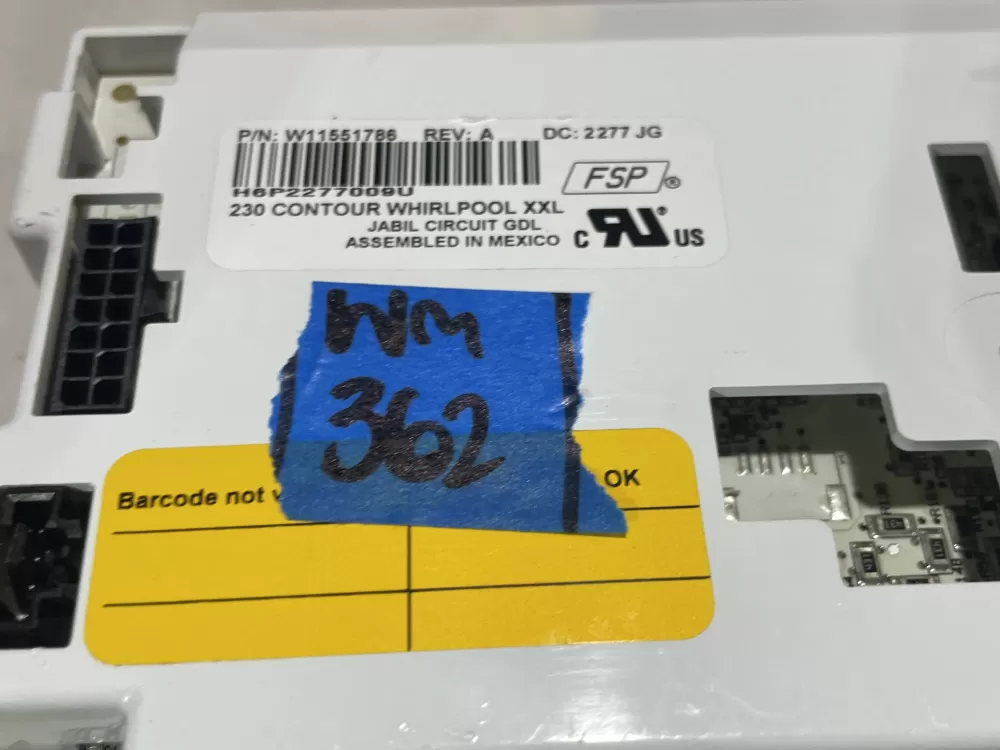 P/N: W11551786 REV: A DC: 2277 JG
H6P2277009U
FSP®
230 CONTOUR WHIRLPOOL XXL
JABIL CIRCUIT GDL
ASSEMBLED IN MEXICO
C RU® US
WM
362
Barcode not
OK